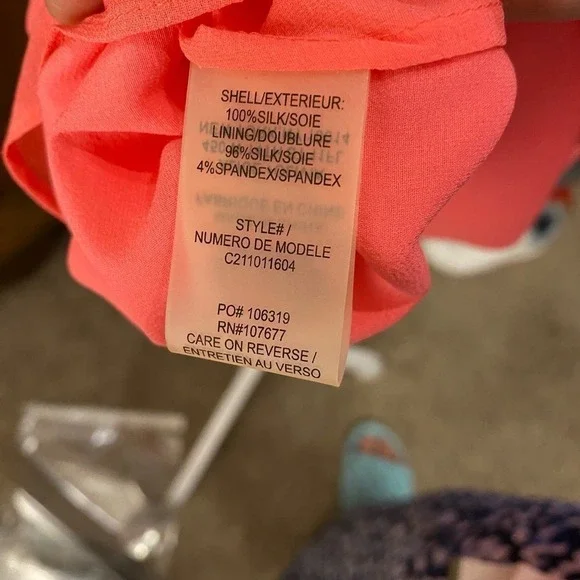 SHELL/EXTERIEUR:
100%SILK/SOIE
LINING/DOUBLURE
96%SILK/SOIE
4%SPANDEX/SPANDEX
STYLE# /
NUMERO DE MODELE
C211011604
PO# 106319
RN#107677
CARE ON REVERSE /
ENTRETIEN AU VERSO